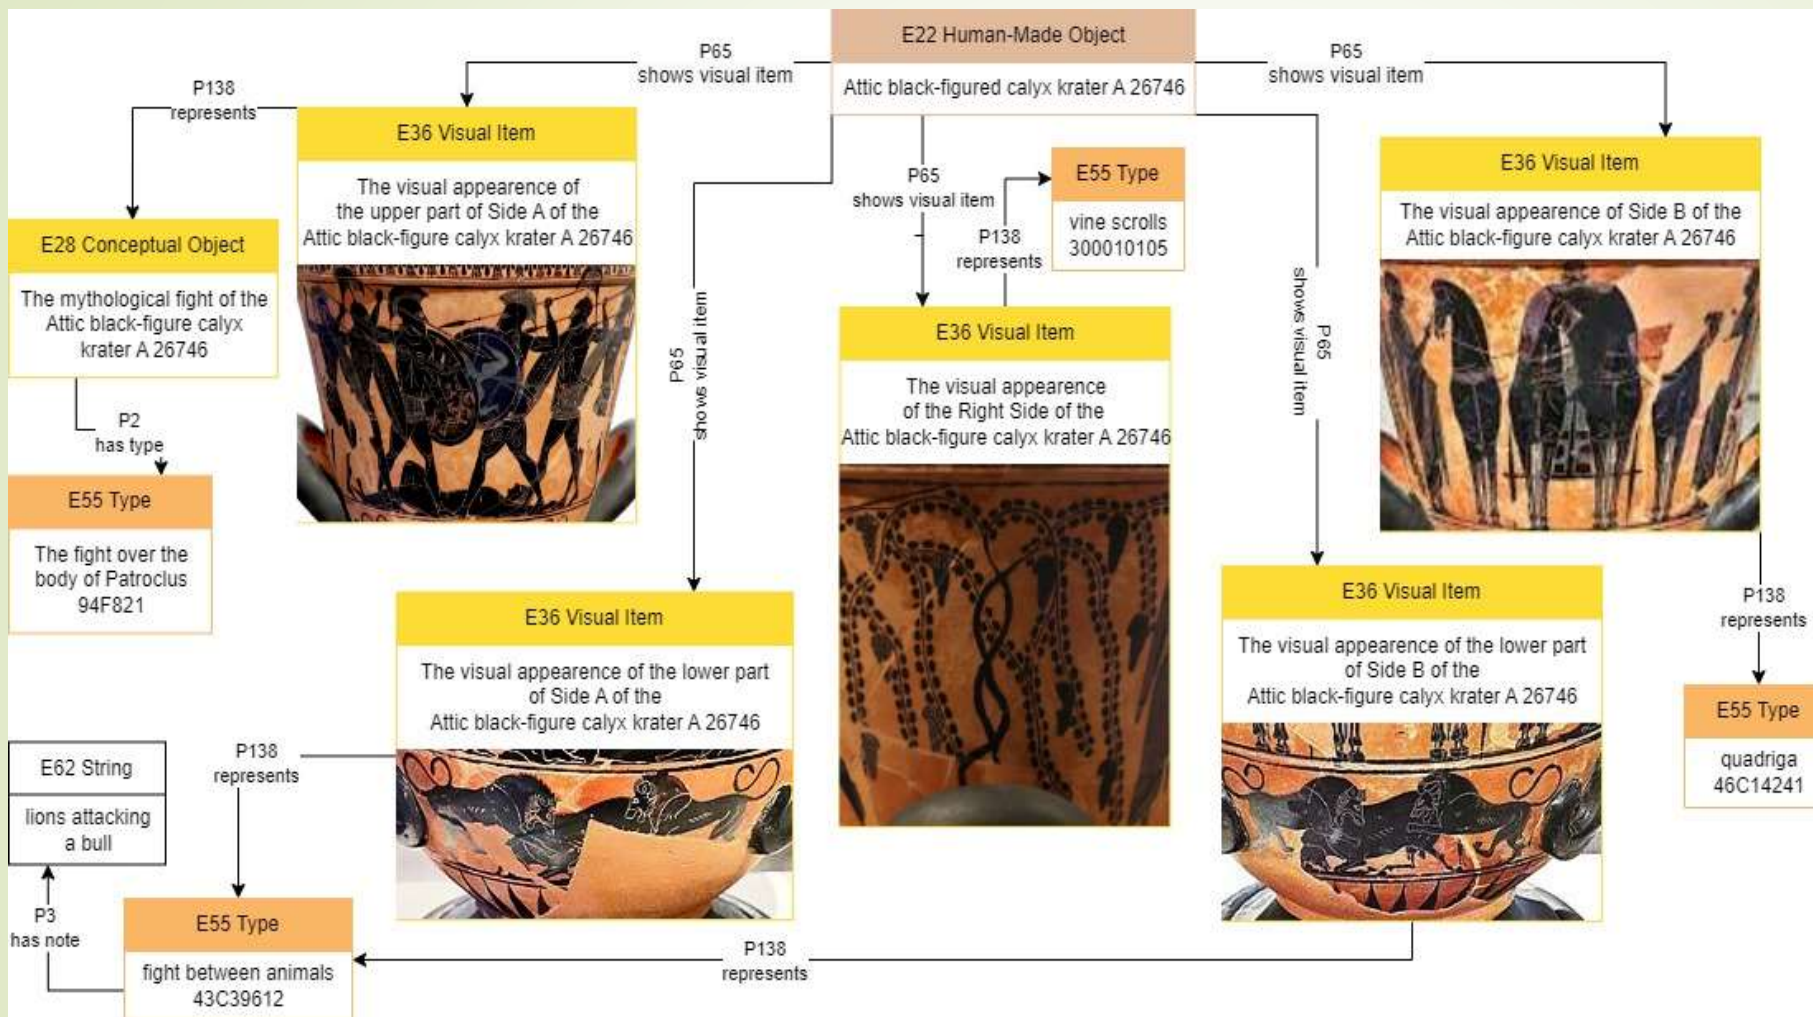 E22 Human-Made Object
Attic black-figured calyx krater A 26746
P65
shows visual item
P65
shows visual item
P138
represents
E36 Visual Item
The visual appearence of
the upper part of Side A of the
Attic black-figure calyx krater A 26746
E28 Conceptual Object
The mythological fight of the
Attic black-figure calyx
krater A 26746
P2
has type
E55 Type
The fight over the
body of Patroclus
94F821
P65
shows visual item
P65
shows visual item
P138
represents
E55 Type
vine scrolls
300010105
E36 Visual Item
The visual appearence
of the Right Side of the
Attic black-figure calyx krater A 26746
P65
shows visual item
E36 Visual Item
The visual appearence of Side B of the
Attic black-figure calyx krater A 26746
P138
represents
E55 Type
quadriga
46C14241
E36 Visual Item
The visual appearence of the lower part
of Side A of the
Attic black-figure calyx krater A 26746
E36 Visual Item
The visual appearence of the lower part
of Side B of the
Attic black-figure calyx krater A 26746
P138
represents
E62 String
lions attacking
a bull
P3
has note
E55 Type
fight between animals
43C39612
P138
represents